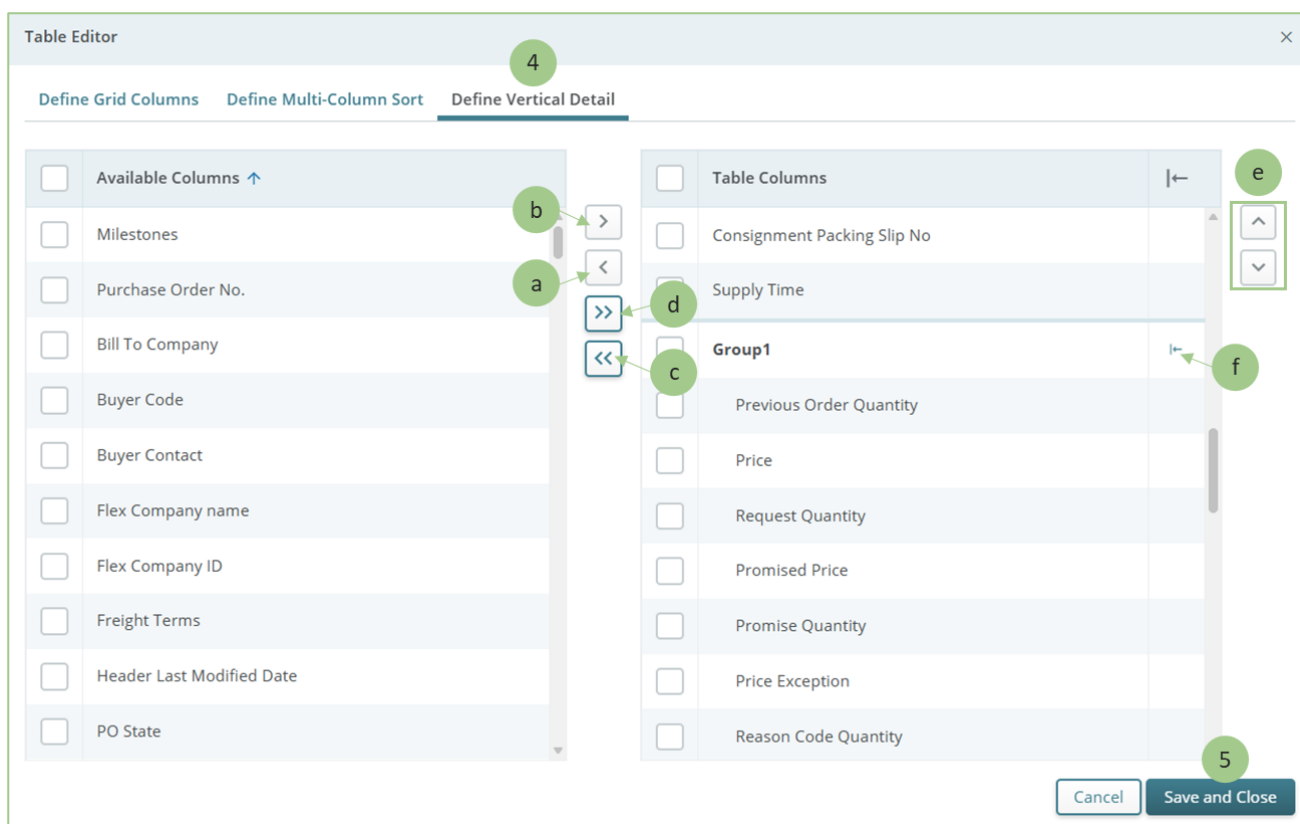 Table Editor
4
Define Grid Columns Define Multi-Column Sort Define Vertical Detail
Available Columns
Milestones
Purchase Order No.
Bill To Company
Buyer Code
Buyer Contact
Flex Company name
Flex Company ID
Freight Terms
Header Last Modified Date
PO State
b
a
d
c
Table Columns
Consignment Packing Slip No
Supply Time
Group1
Previous Order Quantity
Price
Request Quantity
Promised Price
Promise Quantity
Price Exception
Reason Code Quantity
e
f
5
Cancel Save and Close